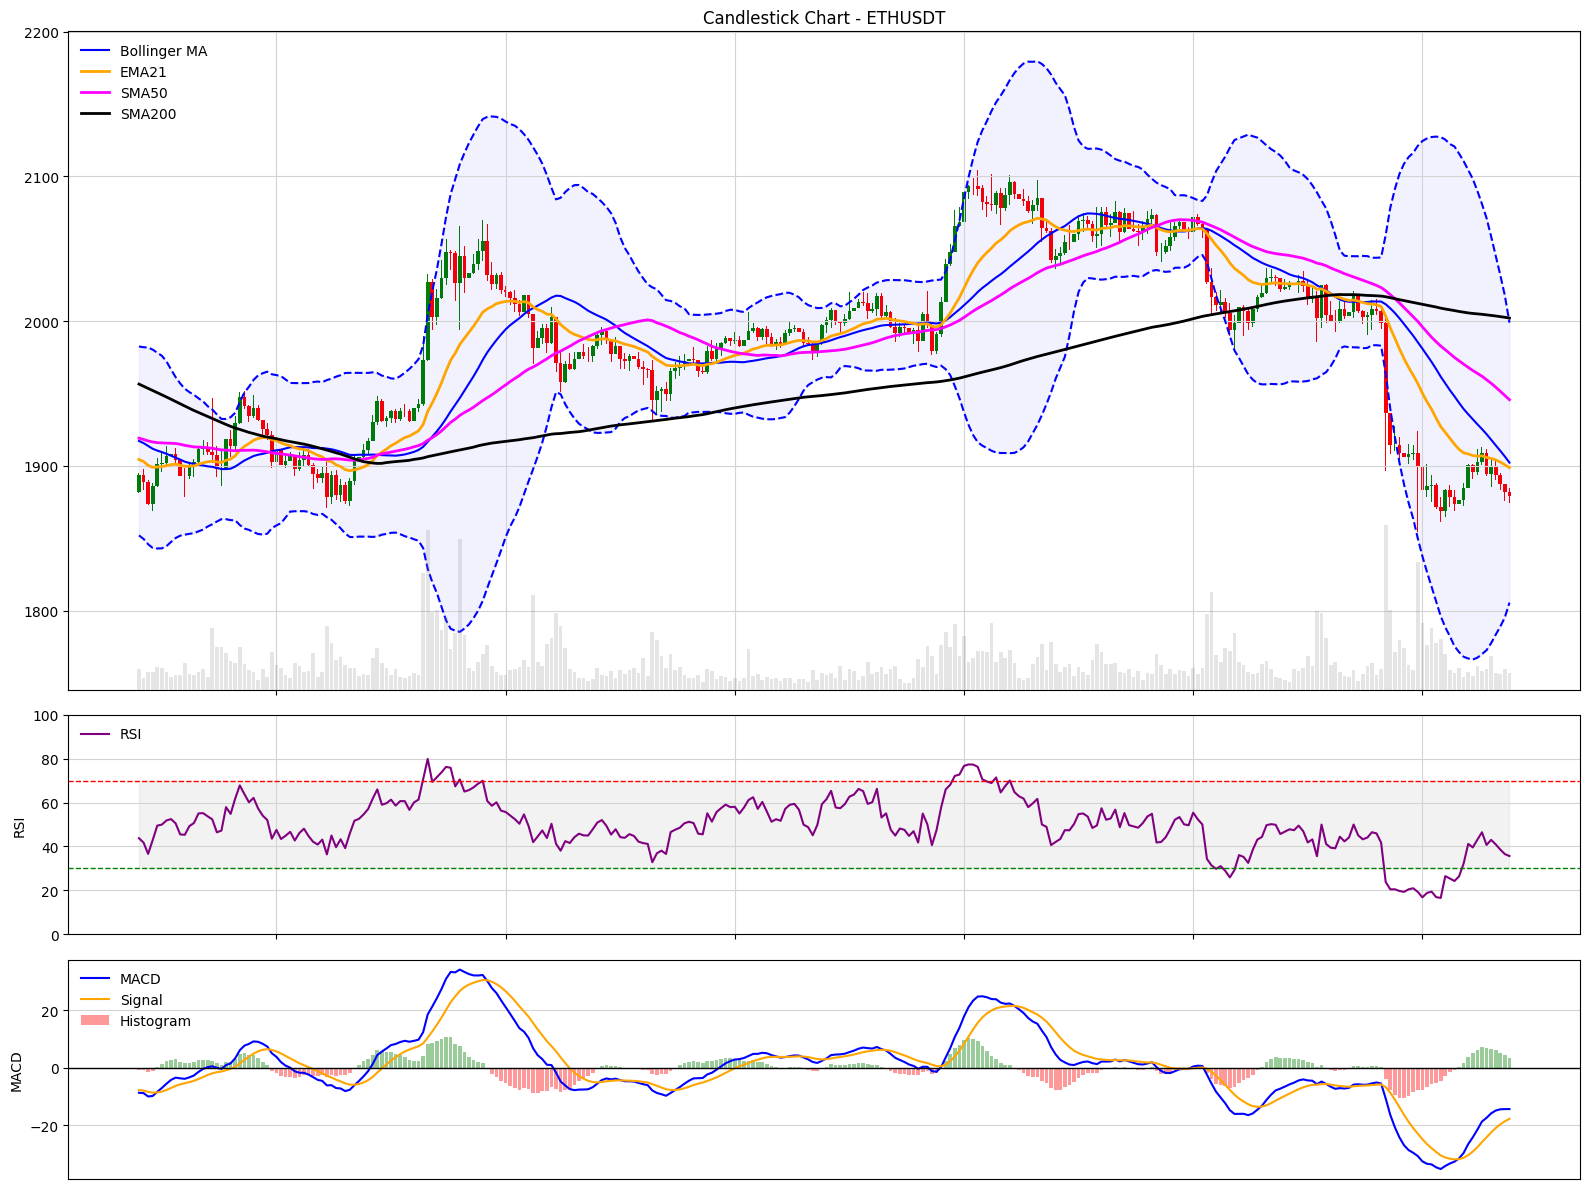 Candlestick Chart - ETHUSDT
2200
2100
2000
1900
1800
Bollinger MA
EMA21
SMA50
SMA200
100
80
60
40
20
0
RSI
RSI
20
0
−20
MACD
MACD
Signal
Histogram